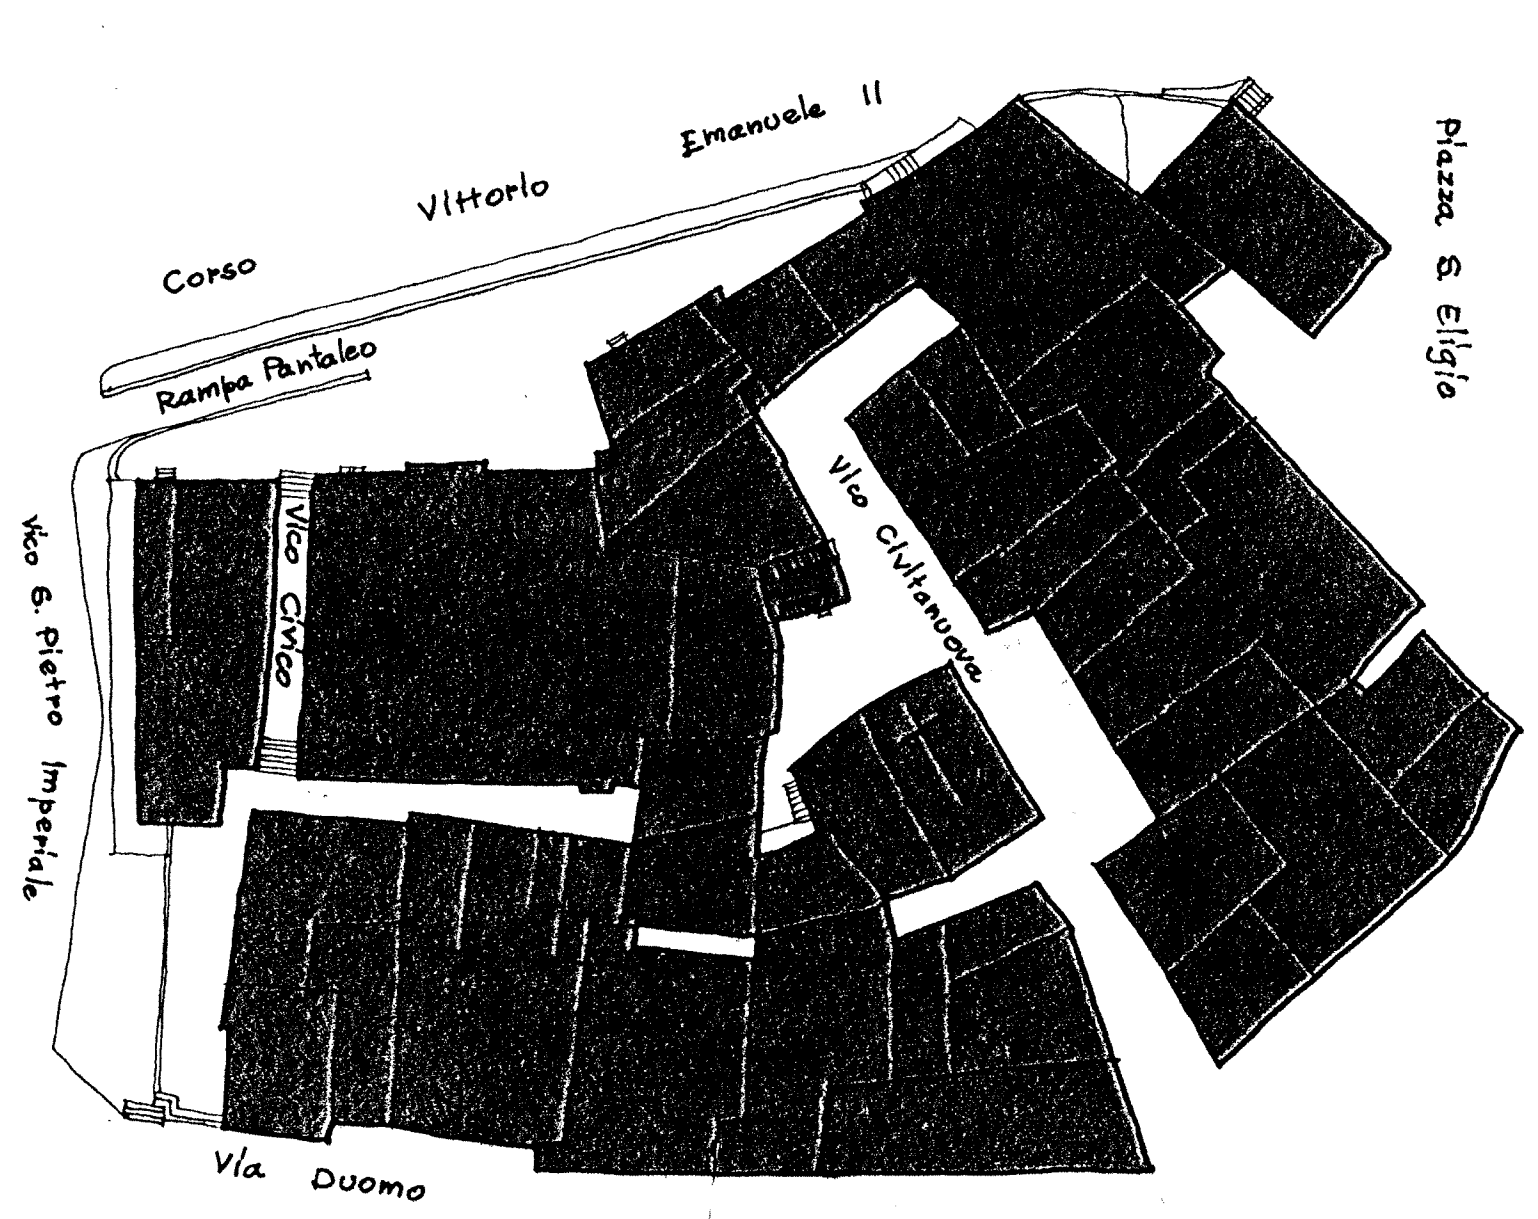 Corso Vittorio Emanuele II
Piazza S. Eligio
Rampa Pantaleo
Vico Civico
Vico Civitanuova
Vico S. Pietro Imperiale
Via Duomo